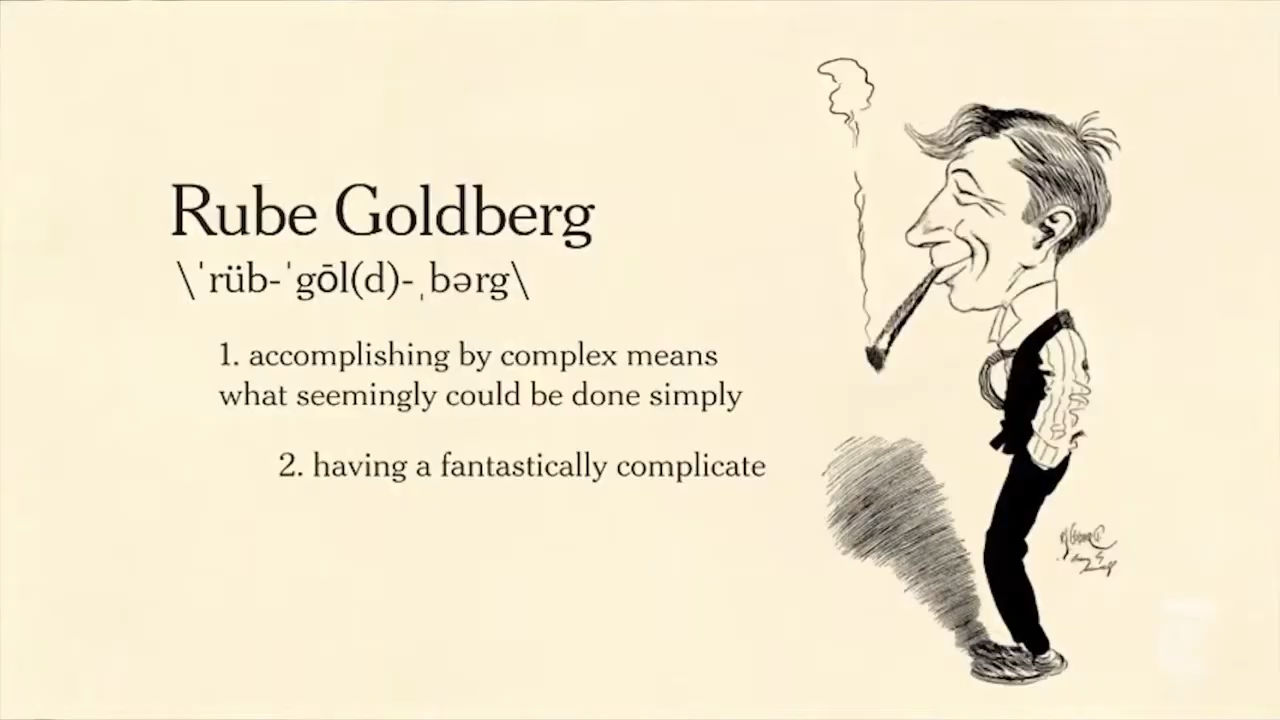 Rube Goldberg
\ˈrüb-ˈgōl(d)-ˌbərg\
1. accomplishing by complex means
what seemingly could be done simply
2. having a fantastically complicate